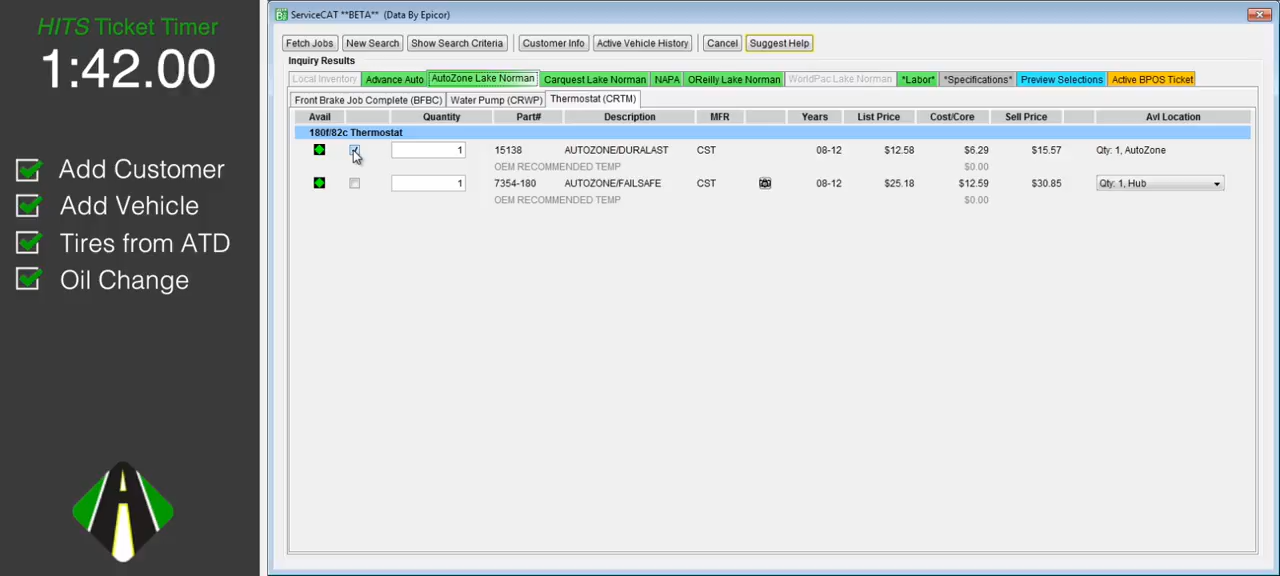 HITS Ticket Timer
1:42.00
Add Customer
Add Vehicle
Tires from ATD
Oil Change
ServiceCAT **BETA** (Data By Epicor)
Fetch Jobs New Search Show Search Criteria Customer Info Active Vehicle History Cancel Suggest Help
Inquiry Results
Local Inventory Advance Auto AutoZone Lake Norman Carquest Lake Norman NAPA OReilly Lake Norman WorldPac Lake Norman *Labor* *Specifications* Preview Selections Active BPOS Ticket
Front Brake Job Complete (BFBC) Water Pump (CRWP) Thermostat (CRTM)
Avail Quantity Part# Description MFR Years List Price Cost/Core Sell Price Avl Location
180f/82c Thermostat
1 15138 AUTOZONE/DURALAST CST 08-12 $12.58 $6.29 $15.57 Qty: 1, AutoZone
OEM RECOMMENDED TEMP $0.00
1 7354-180 AUTOZONE/FAILSAFE CST 08-12 $25.18 $12.59 $30.85 Qty: 1, Hub
OEM RECOMMENDED TEMP $0.00